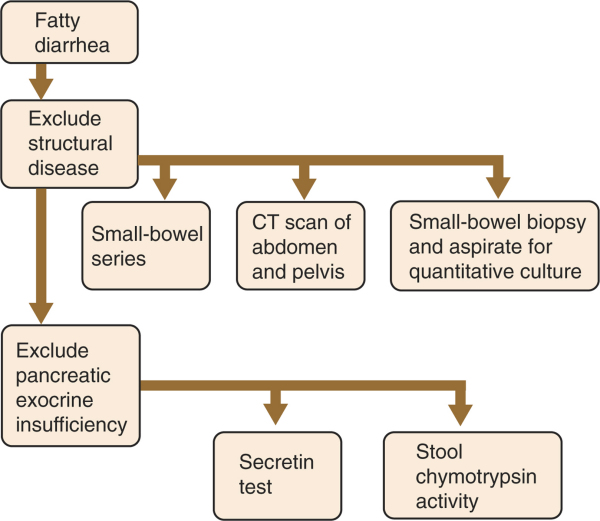 Fatty
diarrhea
Exclude
structural
disease
Small-bowel
series
CT scan of
abdomen
and pelvis
Small-bowel biopsy
and aspirate for
quantitative culture
Exclude
pancreatic
exocrine
insufficiency
Secretin
test
Stool
chymotrypsin
activity